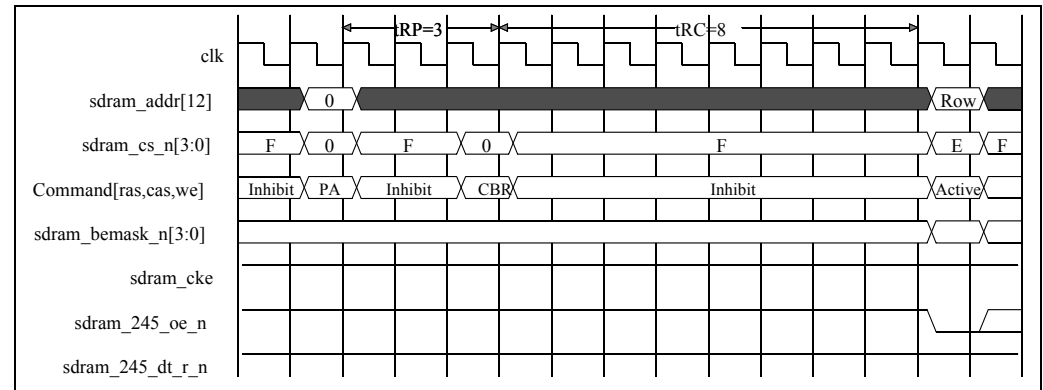 tRP=3 tRC=8
clk
sdram_addr[12] 0 Row
sdram_cs_n[3:0] F 0 F 0 F E F
Command[ras,cas,we] Inhibit PA Inhibit CBR Inhibit Active
sdram_bemask_n[3:0]
sdram_cke
sdram_245_oe_n
sdram_245_dt_r_n